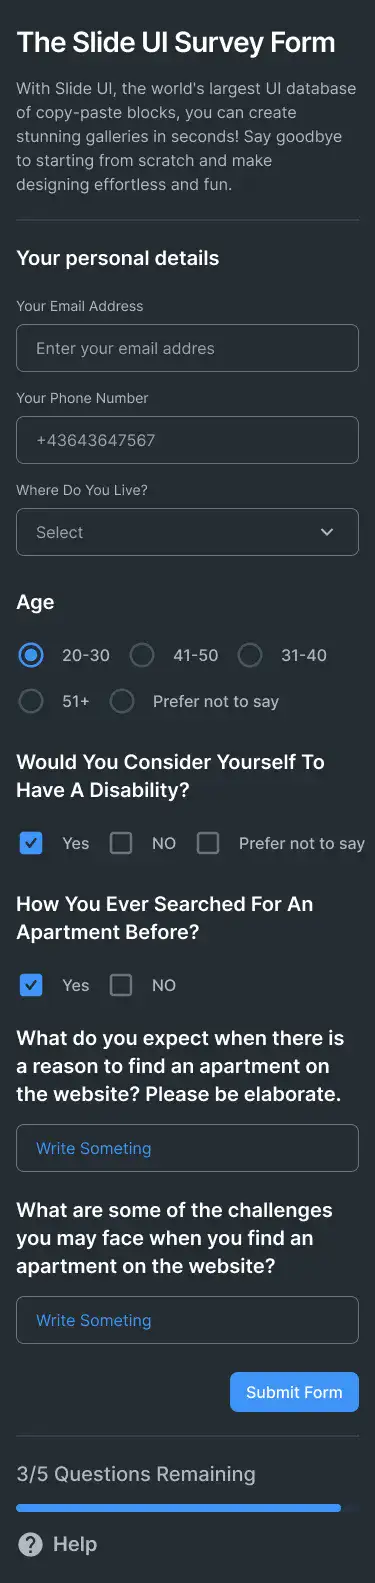 The Slide UI Survey Form
With Slide UI, the world's largest UI database
of copy-paste blocks, you can create
stunning galleries in seconds! Say goodbye
to starting from scratch and make
designing effortless and fun.
Your personal details
Your Email Address
Enter your email addres
Your Phone Number
+43643647567
Where Do You Live?
Select
Age
20-30 41-50 31-40
51+ Prefer not to say
Would You Consider Yourself To
Have A Disability?
Yes NO Prefer not to say
How You Ever Searched For An
Apartment Before?
Yes NO
What do you expect when there is
a reason to find an apartment on
the website? Please be elaborate.
Write Someting
What are some of the challenges
you may face when you find an
apartment on the website?
Write Someting
Submit Form
3/5 Questions Remaining
Help